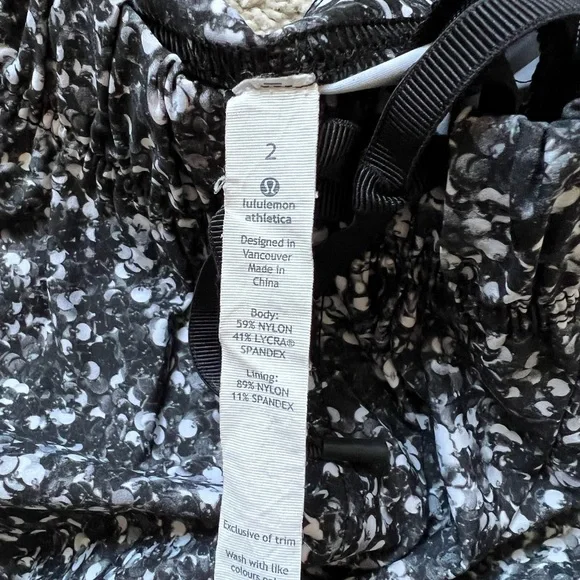 2
lululemon
athletica
Designed in
Vancouver
Made in
China
Body:
59% NYLON
41% LYCRA®
SPANDEX
Lining:
89% NYLON
11% SPANDEX
Exclusive of trim
Wash with like
colours